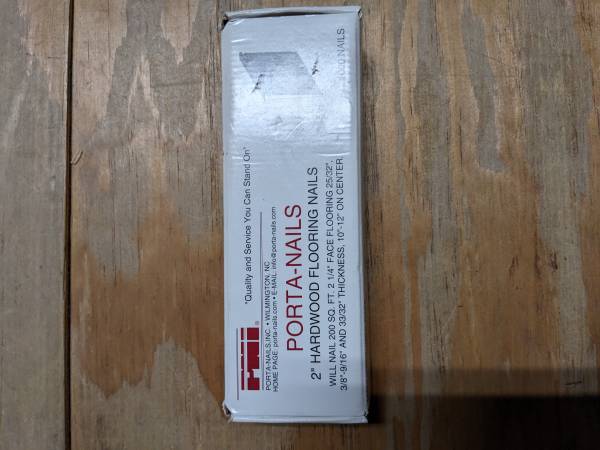 "Quality and Service You Can Stand On"
PNI®
PORTA-NAILS, INC. • WILMINGTON, NC
HOME PAGE: porta-nails.com • E-MAIL: info@porta-nails.com
PORTA-NAILS
2" HARDWOOD FLOORING NAILS
WILL NAIL 200 SQ. FT. 2 1/4" FACE FLOORING 25/32",
3/8"-9/16" AND 33/32" THICKNESS, 10"-12" ON CENTER
NAILS